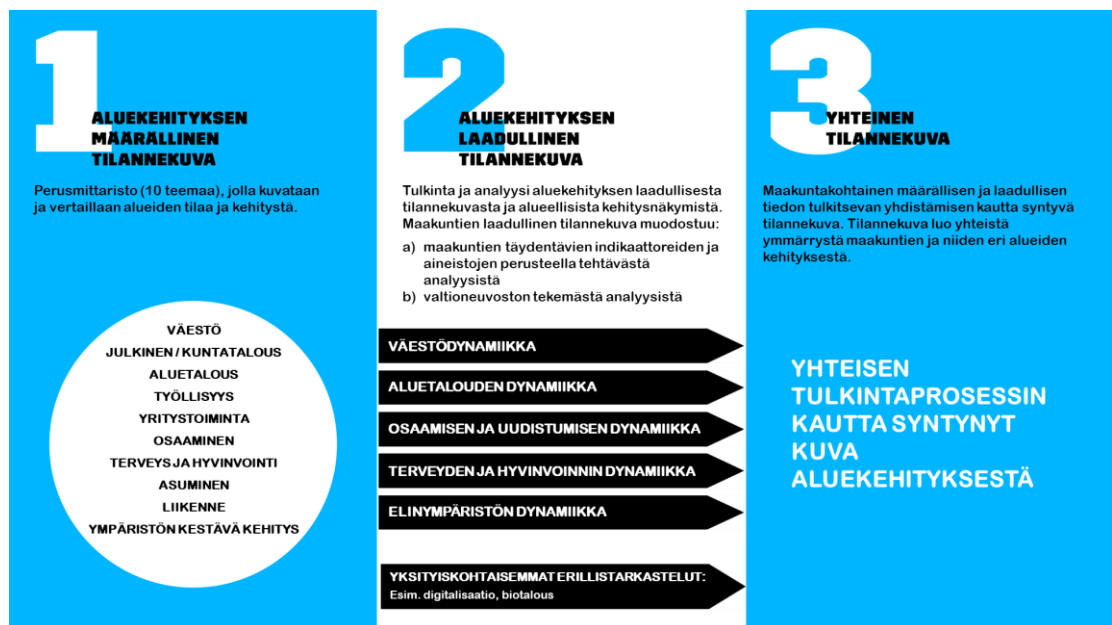 1
ALUEKEHITYKSEN
MÄÄRÄLLINEN
TILANNEKUVA
Perusmittaristo (10 teemaa), jolla kuvataan
ja vertaillaan alueiden tilaa ja kehitystä.
VÄESTÖ
JULKINEN / KUNTATALOUS
ALUETALOUS
TYÖLLISYYS
YRITYSTOIMINTA
OSAAMINEN
TERVEYS JA HYVINVOINTI
ASUMINEN
LIIKENNE
YMPÄRISTÖN KESTÄVÄ KEHITYS
2
ALUEKEHITYKSEN
LAADULLINEN
TILANNEKUVA
Tulkinta ja analyysi aluekehityksen laadullisesta
tilannekuvasta ja alueellisista kehitysnäkymistä.
Maakuntien laadullinen tilannekuva muodostuu:
a) maakuntien täydentävien indikaattoreiden ja
aineistojen perusteella tehtävästä
analyysistä
b) valtioneuvoston tekemästä analyysistä
VÄESTÖDYNAMIIKKA
ALUETALOUDEN DYNAMIIKKA
OSAAMISEN JA UUDISTUMISEN DYNAMIIKKA
TERVEYDEN JA HYVINVOINNIN DYNAMIIKKA
ELINYMPÄRISTÖN DYNAMIIKKA
YKSITYISKOHTAISEMMAT ERILLISTARKASTELUT:
Esim. digitalisaatio, biotalous
3
YHTEINEN
TILANNEKUVA
Maakuntakohtainen määrällisen ja laadullisen
tiedon tulkitsevan yhdistämisen kautta syntyvä
tilannekuva. Tilannekuva luo yhteistä
ymmärrystä maakuntien ja niiden eri alueiden
kehityksestä.
YHTEISEN
TULKINTAPROSESSIN
KAUTTA SYNTYNYT
KUVA
ALUEKEHITYKSESTÄ